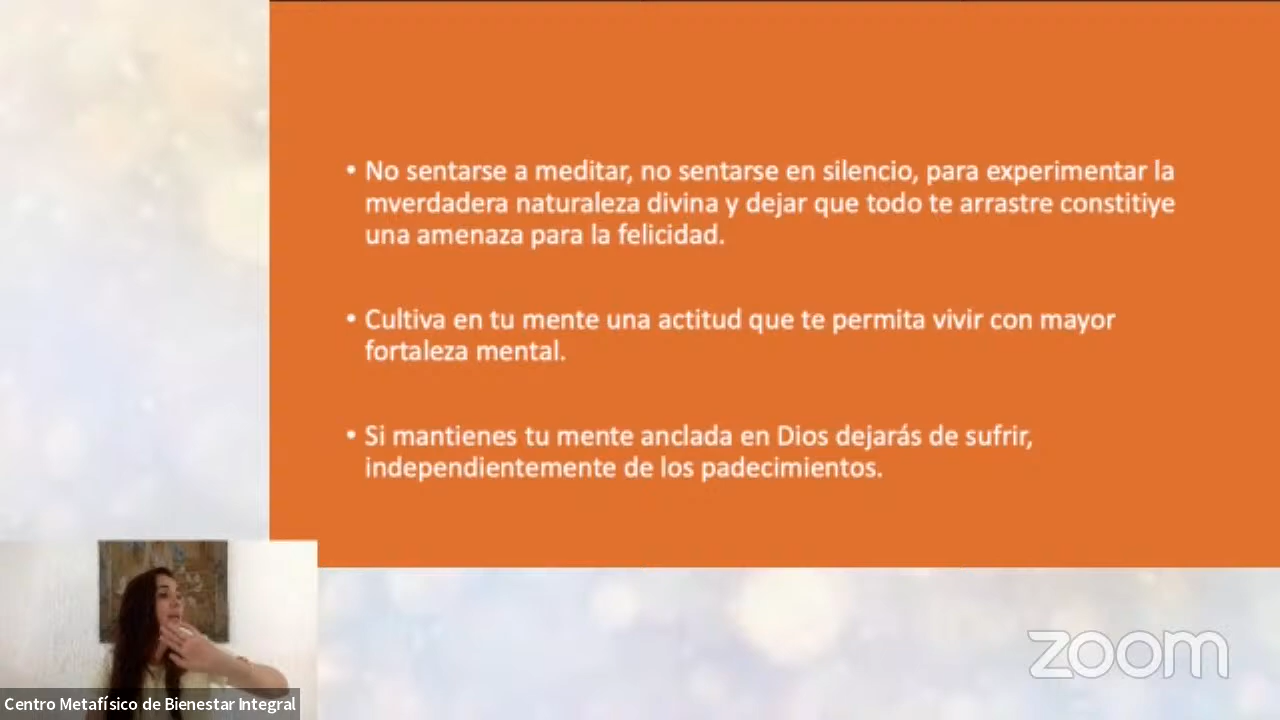 • No sentarse a meditar, no sentarse en silencio, para experimentar la
mverdadera naturaleza divina y dejar que todo te arrastre constitiye
una amenaza para la felicidad.
• Cultiva en tu mente una actitud que te permita vivir con mayor
fortaleza mental.
• Si mantienes tu mente anclada en Dios dejarás de sufrir,
independientemente de los padecimientos.
Centro Metafísico de Bienestar Integral
zoom